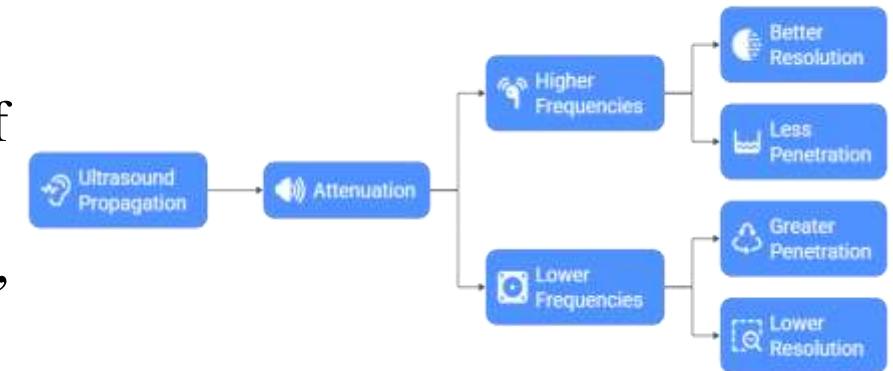 f
,
Ultrasound
Propagation
Attenuation
Higher
Frequencies
Lower
Frequencies
Better
Resolution
Less
Penetration
Greater
Penetration
Lower
Resolution